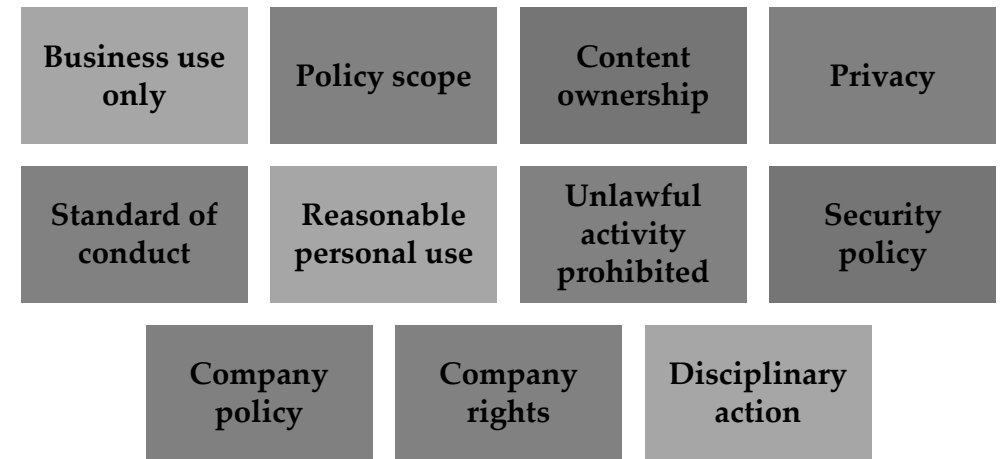 Business use
only
Policy scope
Content
ownership
Privacy
Standard of
conduct
Reasonable
personal use
Unlawful
activity
prohibited
Security
policy
Company
policy
Company
rights
Disciplinary
action